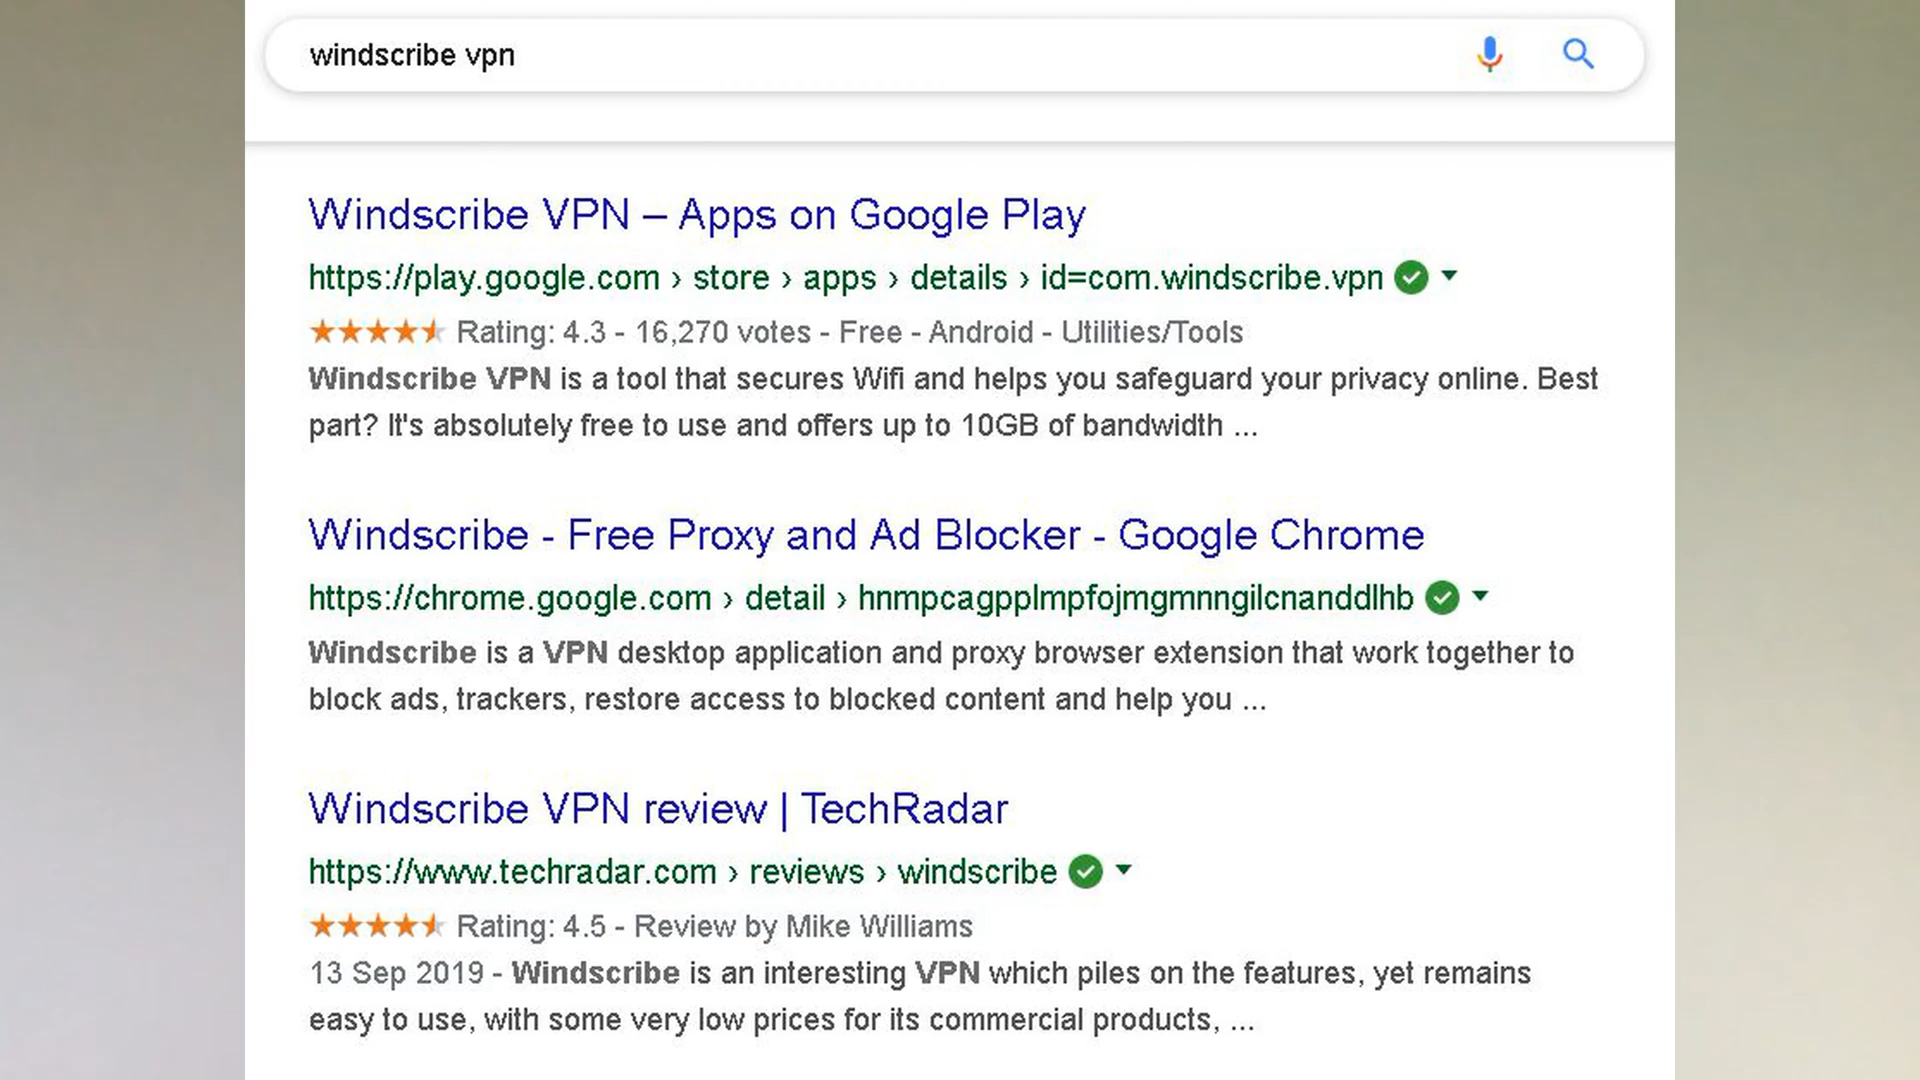 windscribe vpn
Windscribe VPN – Apps on Google Play
https://play.google.com › store › apps › details › id=com.windscribe.vpn
Rating: 4.3 - 16,270 votes - Free - Android - Utilities/Tools
Windscribe VPN is a tool that secures Wifi and helps you safeguard your privacy online. Best
part? It's absolutely free to use and offers up to 10GB of bandwidth ...
Windscribe - Free Proxy and Ad Blocker - Google Chrome
https://chrome.google.com › detail › hnmpcagpplmpfojmgmnngilcnanddlhb
Windscribe is a VPN desktop application and proxy browser extension that work together to
block ads, trackers, restore access to blocked content and help you ...
Windscribe VPN review | TechRadar
https://www.techradar.com › reviews › windscribe
Rating: 4.5 - Review by Mike Williams
13 Sep 2019 - Windscribe is an interesting VPN which piles on the features, yet remains
easy to use, with some very low prices for its commercial products, ...